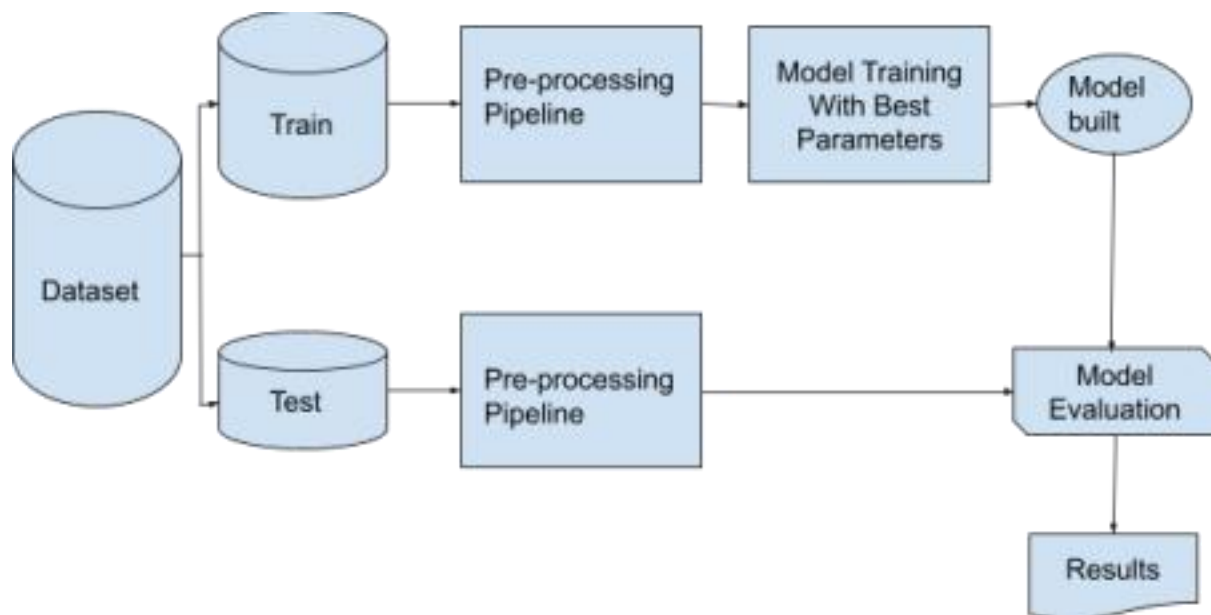 Train
Pre-processing
Pipeline
Model Training
With Best
Parameters
Model
built
Dataset
Test
Pre-processing
Pipeline
Model
Evaluation
Results